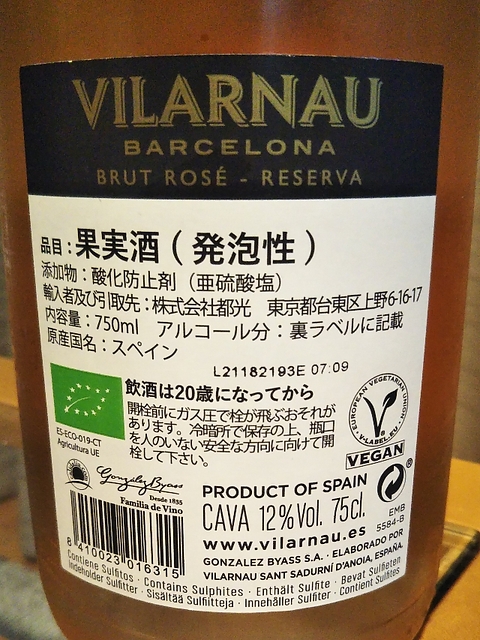 VILARNAU
BARCELONA
BRUT ROSÉ - RESERVA
品目：果実酒（発泡性）
添加物：酸化防止剤（亜硫酸塩）
輸入者及び引取先：株式会社都光 東京都台東区上野6-16-17
内容量：750ml アルコール分：裏ラベルに記載
原産国名：スペイン
L21182193E 07:09
飲酒は20歳になってから
開栓前にガス圧で栓が飛ぶおそれが
あります。冷暗所で保存の上、瓶口
を人のいない安全な方向に向けて開
栓して下さい。
ES-ECO-019-CT
Agricultura UE
EUROPEAN VEGETARIAN UNION
V-LABEL.EU
VEGAN
González Byass
Desde 1835
Familia de Vino
8 410023 016315
PRODUCT OF SPAIN
CAVA 12%Vol. 75cl.
www.vilarnau.es
EMB
5584-B
GONZALEZ BYASS S.A. · ELABORADO POR
VILARNAU SANT SADURNÍ D'ANOIA, ESPAÑA.
Contiene Sulfitos · Contains Sulphites · Enthält Sulfite · Bevat Sulfieten
Indeholder Sulfitter · Sisältää Sulfiitteja · Innehåller Sulfiter · Contient Sulfites